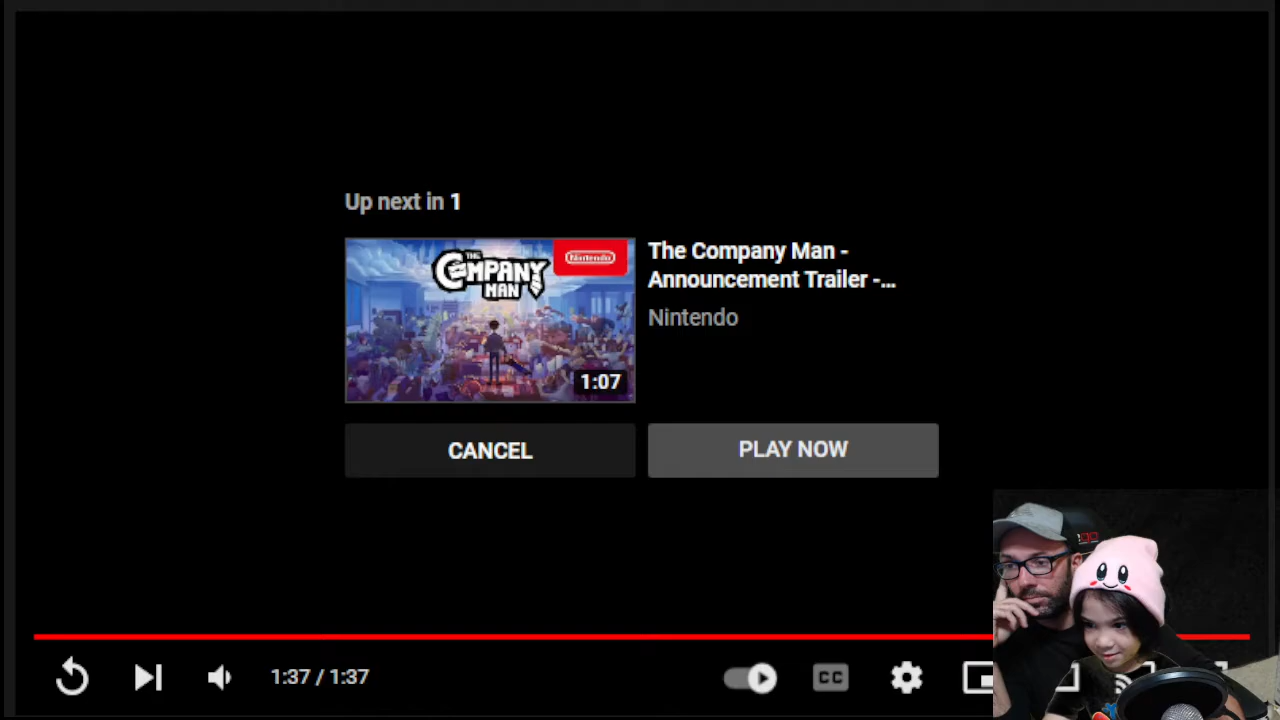 Up next in 1
THE
COMPANY
MAN
Nintendo
1:07
The Company Man -
Announcement Trailer -...
Nintendo
CANCEL
PLAY NOW
1:37 / 1:37
CC